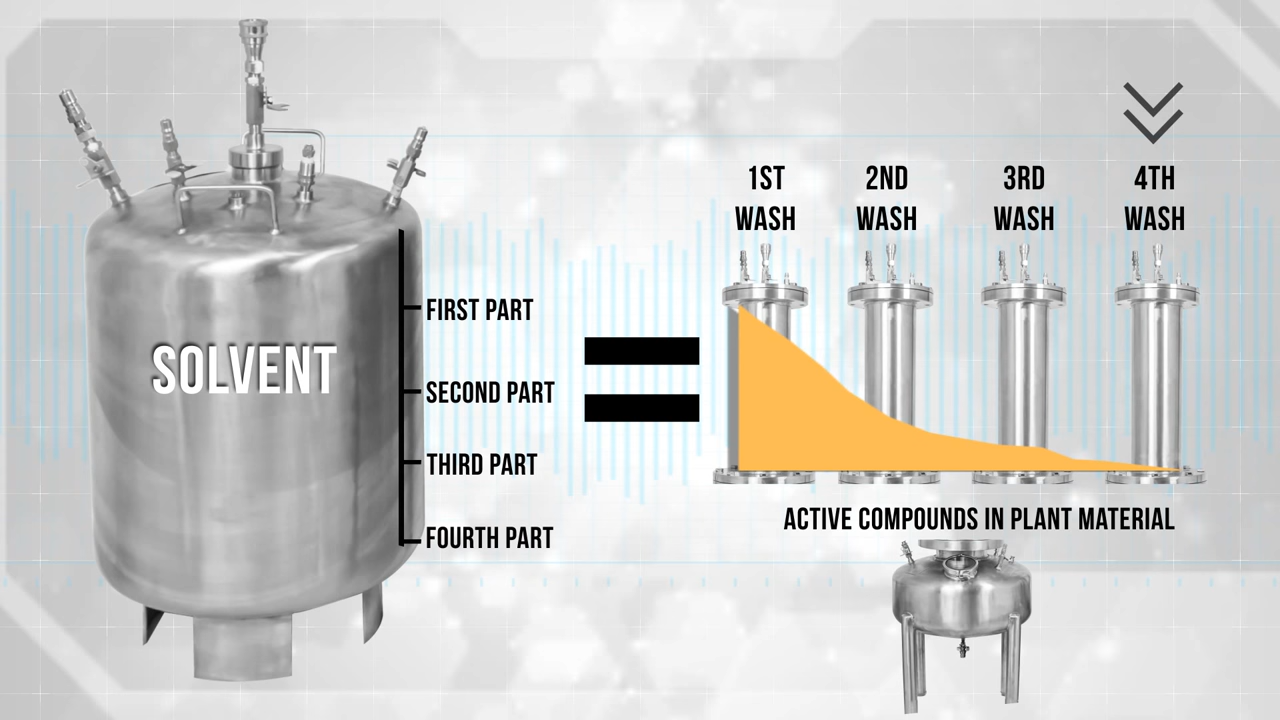 SOLVENT
FIRST PART
SECOND PART
THIRD PART
FOURTH PART
1ST
WASH
2ND
WASH
3RD
WASH
4TH
WASH
ACTIVE COMPOUNDS IN PLANT MATERIAL